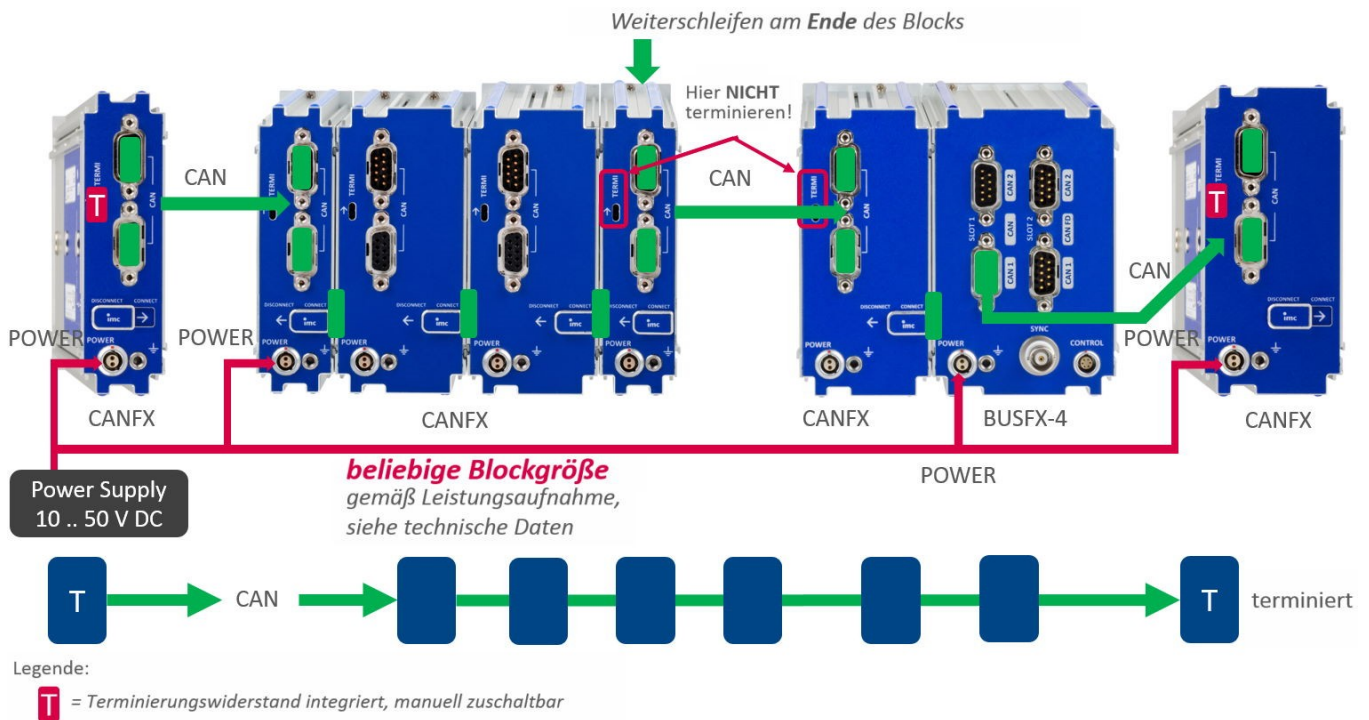 Weiterschleifen am Ende des Blocks
Hier NICHT
terminieren!
TERMI
T
CAN
DISCONNECT CONNECT
imc
POWER
POWER
CANFX
CAN
TERMI
CAN
DISCONNECT CONNECT
imc
POWER
POWER
CAN
CONNECT
imc
POWER
CAN
CONNECT
imc
POWER
TERMI
CAN
CONNECT
imc
POWER
CANFX
CAN
TERMI
CAN
DISCONNECT CONNECT
imc
POWER
CANFX
SLOT 1
CAN 2
CAN
CAN 1
SLOT 2
CAN 2
CAN FD
CAN 1
SYNC
POWER
CONTROL
BUSFX-4
POWER
CAN
POWER
TERMI
T
CAN
DISCONNECT CONNECT
imc
POWER
CANFX
Power Supply
10 .. 50 V DC
beliebige Blockgröße
gemäß Leistungsaufnahme,
siehe technische Daten
T
CAN
T
terminiert
Legende:
T = Terminierungswiderstand integriert, manuell zuschaltbar